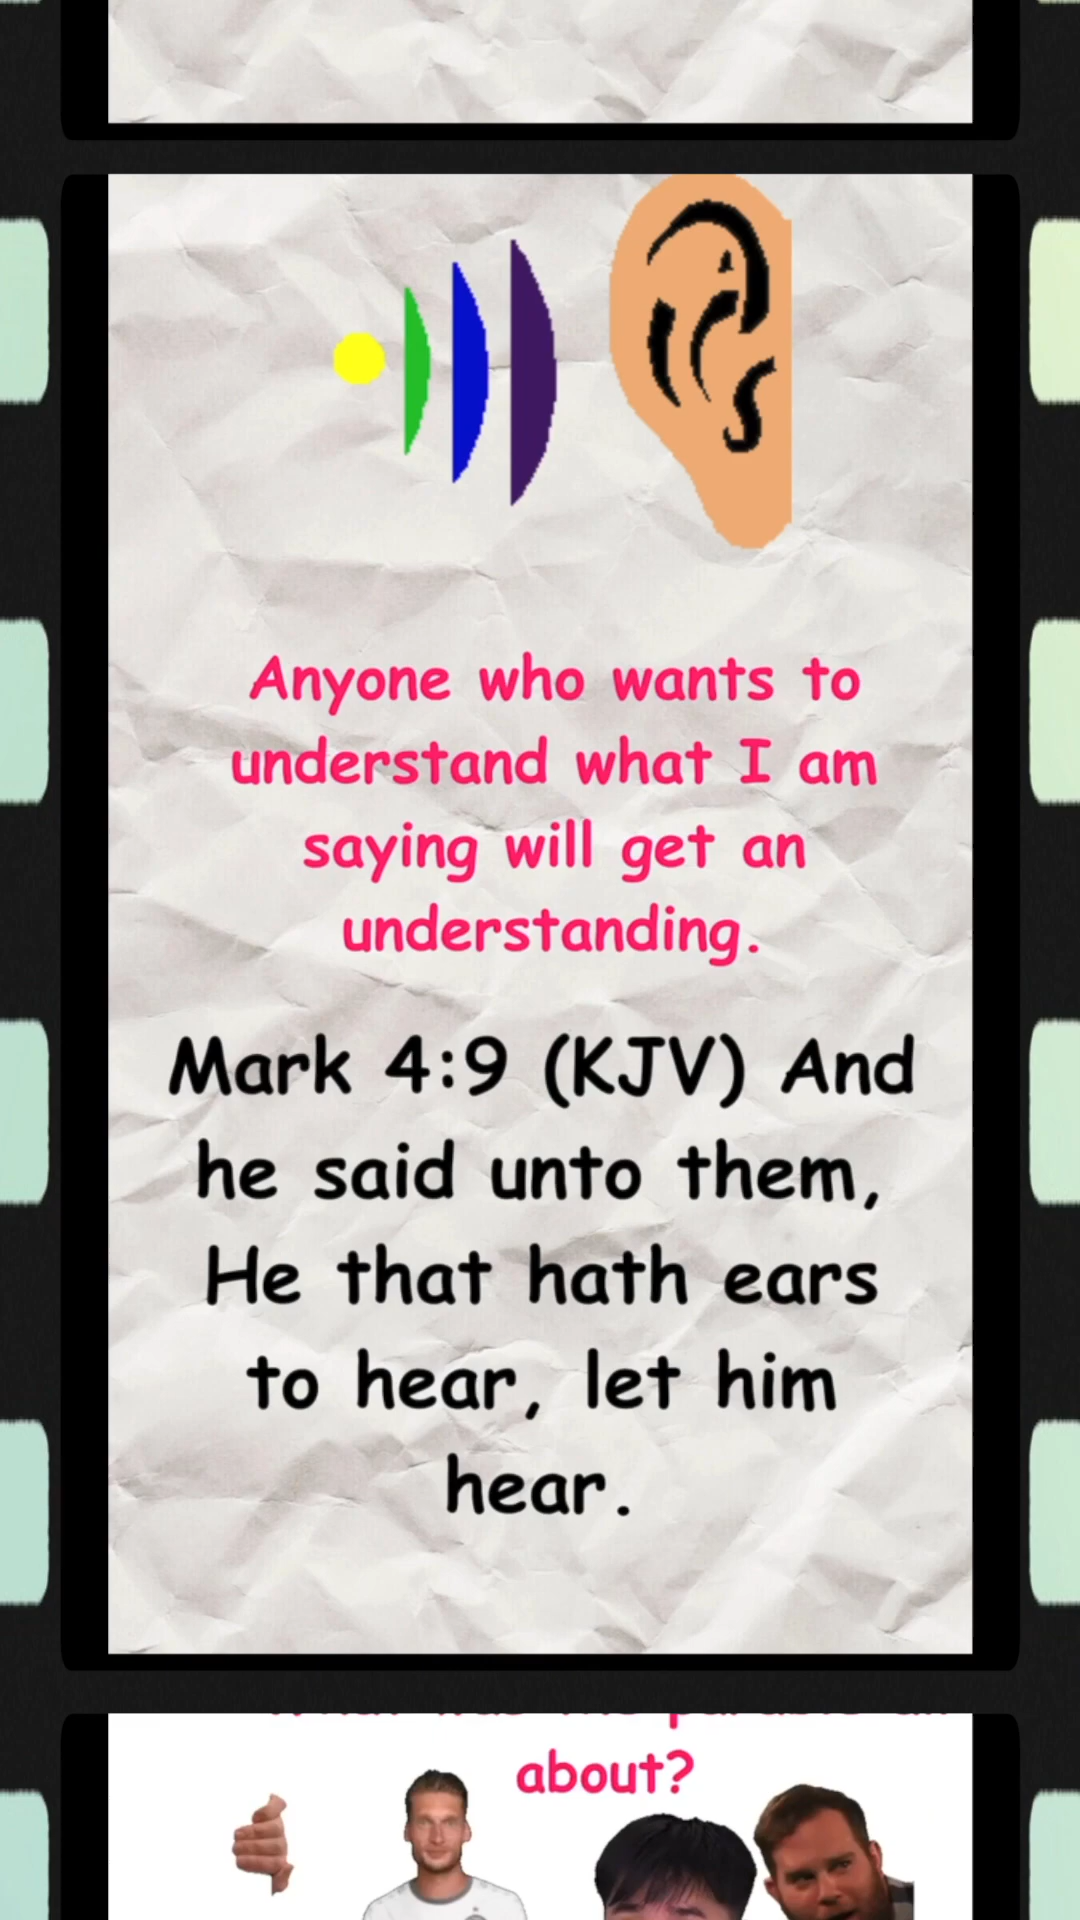 Anyone who wants to
understand what I am
saying will get an
understanding.
Mark 4:9 (KJV) And
he said unto them,
He that hath ears
to hear, let him
hear.
about?